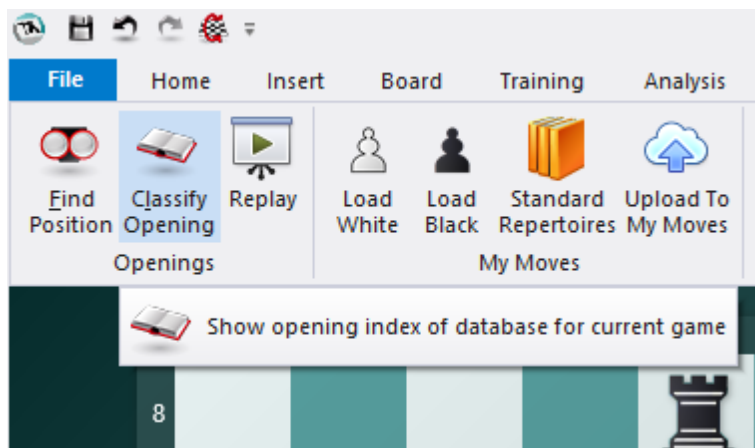 File Home Insert Board Training Analysis
Find Position
Classify Opening
Replay
Load White
Load Black
Standard Repertoires
Upload To My Moves
Openings My Moves
Show opening index of database for current game
8